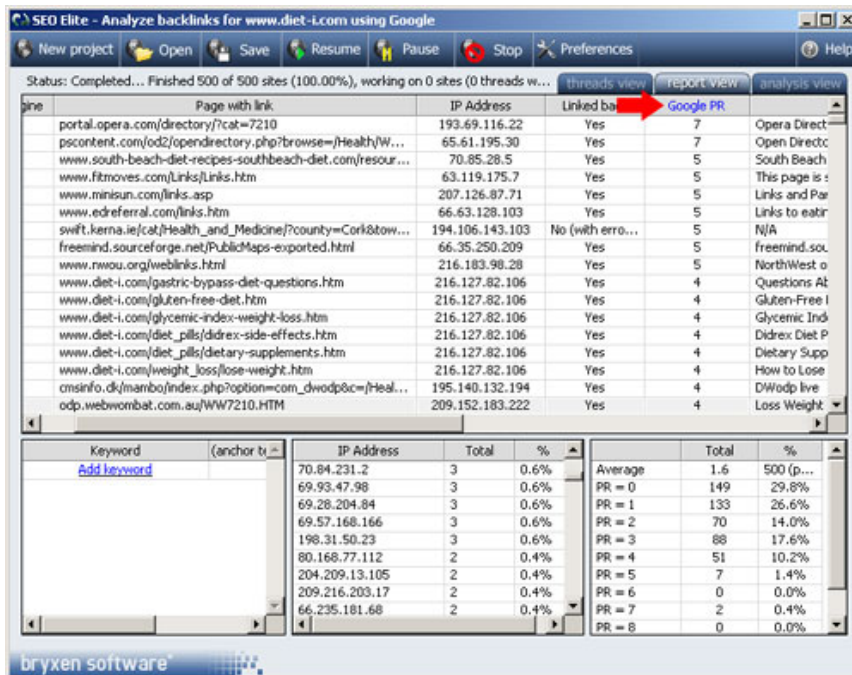 SEO Elite - Analyze backlinks for www.diet-i.com using Google
New project Open Save Resume Pause Stop Preferences Help
Status: Completed... Finished 500 of 500 sites (100.00%), working on 0 sites (0 threads w... threads view report view analysis view
gine Page with link IP Address Linked ba Google PR
portal.opera.com/directory/?cat=7210 193.69.116.22 Yes 7 Opera Direct
pscontent.com/od2/opendirectory.php?browse=/Health/W... 65.61.195.30 Yes 7 Open Directo
www.south-beach-diet-recipes-southbeach-diet.com/resour... 70.85.28.5 Yes 5 South Beach
www.fitmoves.com/Links/Links.htm 63.119.175.7 Yes 5 This page is s
www.minisun.com/links.asp 207.126.87.71 Yes 5 Links and Par
www.edreferral.com/links.htm 66.63.128.103 Yes 5 Links to eatir
swift.kerna.ie/cat/Health_and_Medicine/?county=Cork&tow... 194.106.143.103 No (with erro... 5 N/A
freemind.sourceforge.net/PublicMaps-exported.html 66.35.250.209 Yes 5 freemind.sou
www.nwou.org/weblinks.html 216.183.98.28 Yes 5 NorthWest o
www.diet-i.com/gastric-bypass-diet-questions.htm 216.127.82.106 Yes 4 Questions Ab
www.diet-i.com/gluten-free-diet.htm 216.127.82.106 Yes 4 Gluten-Free
www.diet-i.com/glycemic-index-weight-loss.htm 216.127.82.106 Yes 4 Glycemic Ind
www.diet-i.com/diet_pills/didrex-side-effects.htm 216.127.82.106 Yes 4 Didrex Diet P
www.diet-i.com/diet_pills/dietary-supplements.htm 216.127.82.106 Yes 4 Dietary Supp
www.diet-i.com/weight_loss/lose-weight.htm 216.127.82.106 Yes 4 How to Lose
cmsinfo.dk/mambo/index.php?option=com_dwodp&c=/Heal... 195.140.132.194 Yes 4 DWodp live
odp.webwombat.com.au/WW7210.HTM 209.152.183.222 Yes 4 Loss Weight
Keyword (anchor te IP Address Total % Total %
Add keyword 70.84.231.2 3 0.6% Average 1.6 500 (p...
69.93.47.98 3 0.6% PR = 0 149 29.8%
69.28.204.84 3 0.6% PR = 1 133 26.6%
69.57.168.166 3 0.6% PR = 2 70 14.0%
198.31.50.23 3 0.6% PR = 3 88 17.6%
80.168.77.112 2 0.4% PR = 4 51 10.2%
204.209.13.105 2 0.4% PR = 5 7 1.4%
209.216.203.17 2 0.4% PR = 6 0 0.0%
66.235.181.68 2 0.4% PR = 7 2 0.4%
PR = 8 0 0.0%
bryxen software